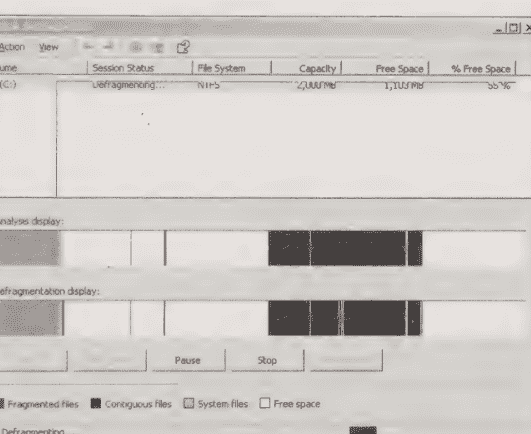 Action View
ume Session Status File System Capacity Free Space % Free Space
(C:) Defragmenting... NTFS 2,000 MB 1,103 MB 55 %
nalysis display:
efragmentation display:
Pause Stop
Fragmented files Contiguous files System files Free space
Defragmenting